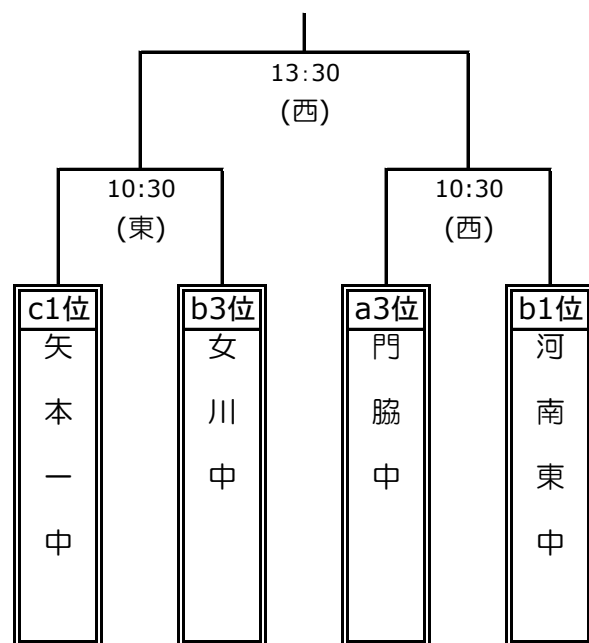 13:30
(西)
10:30
(東)
10:30
(西)
c1位
矢本一中
b3位
女川中
a3位
門脇中
b1位
河南東中